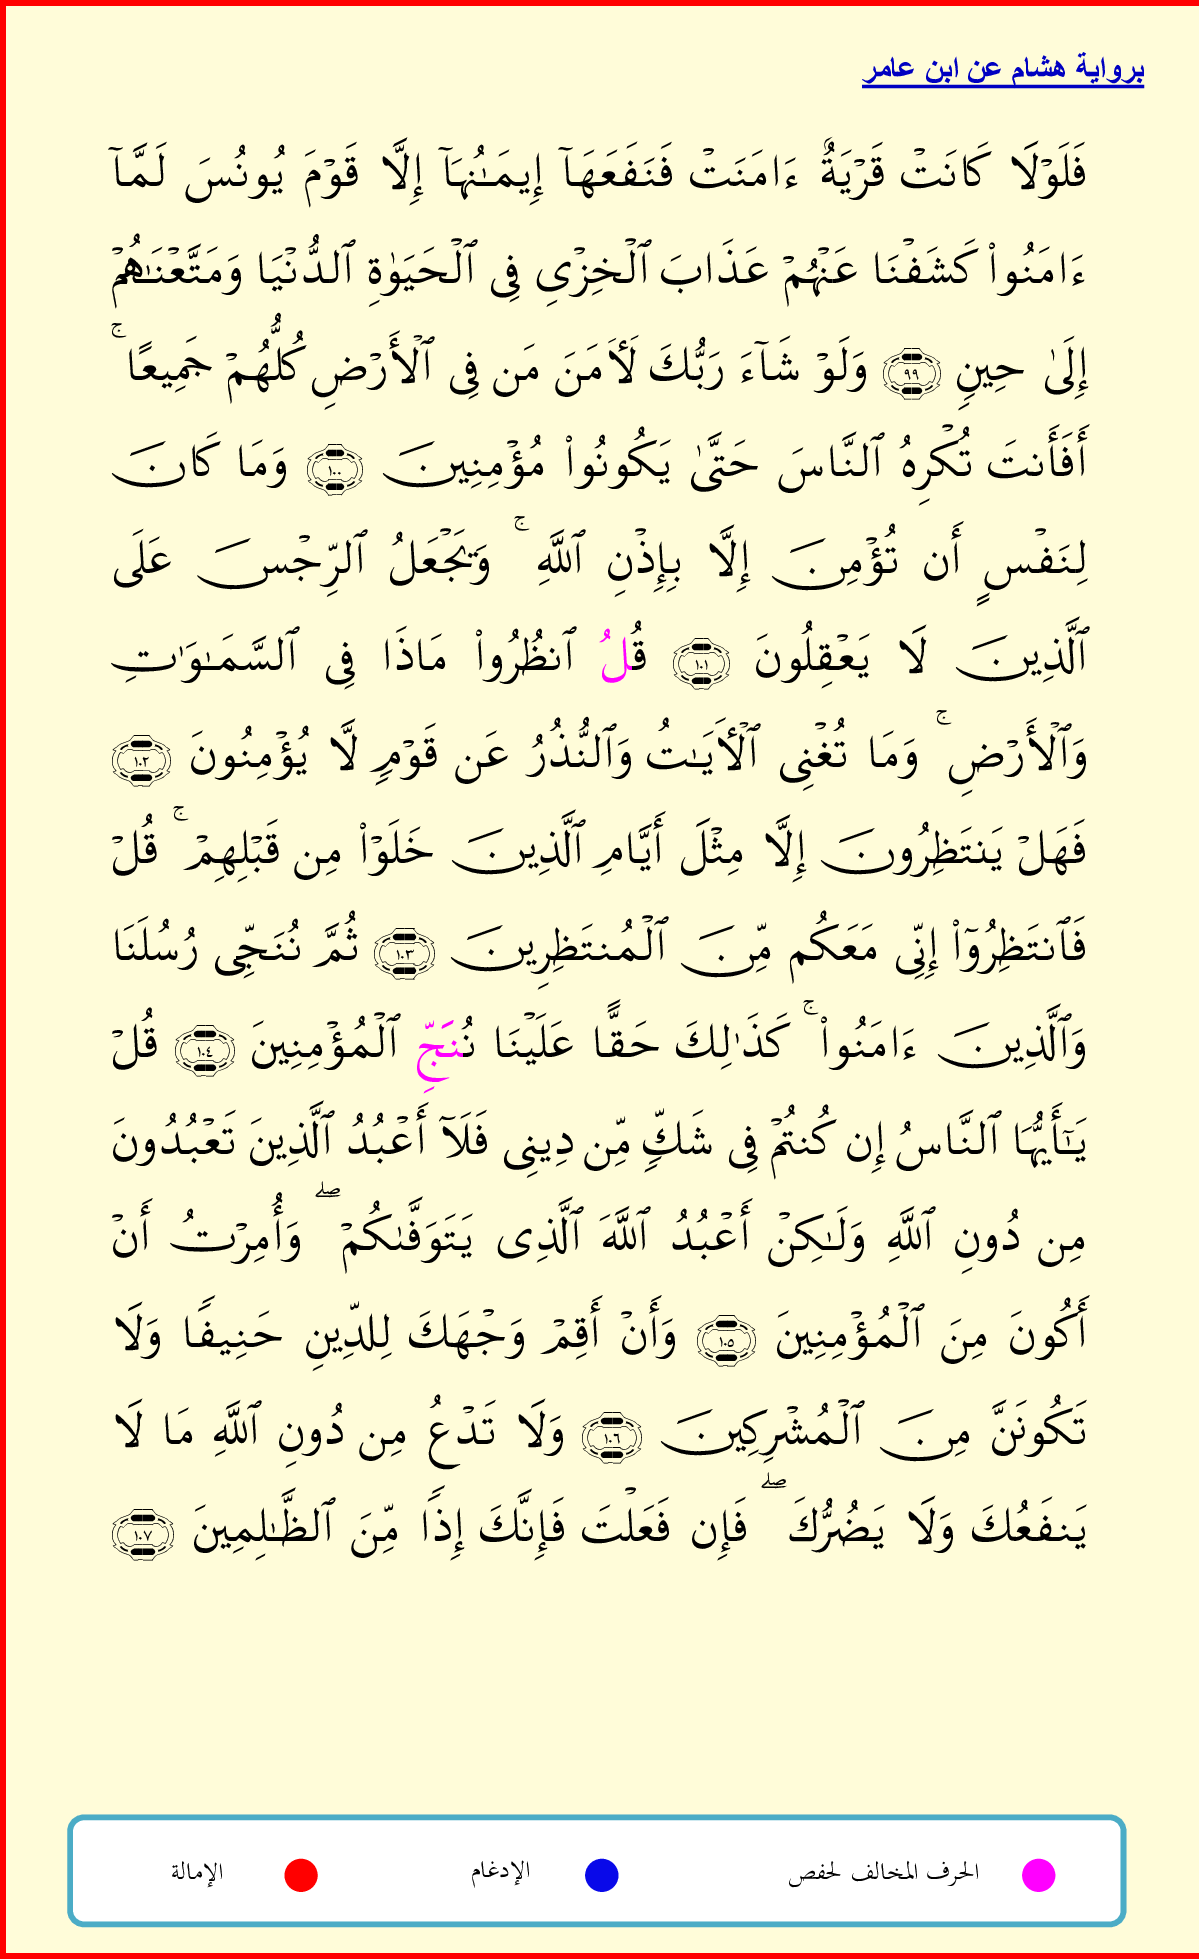 برواية هشام عن ابن عامر
فَلَوۡلَا كَانَتۡ قَرۡيَةٌ ءَامَنَتۡ فَنَفَعَهَآ إِيمَٰنُهَآ إِلَّا قَوۡمَ يُونُسَ لَمَّآ
ءَامَنُواْ كَشَفۡنَا عَنۡهُمۡ عَذَابَ ٱلۡخِزۡيِ فِي ٱلۡحَيَوٰةِ ٱلدُّنۡيَا وَمَتَّعۡنَٰهُمۡ
إِلَىٰ حِينٖ ٩٩ وَلَوۡ شَآءَ رَبُّكَ لَأٓمَنَ مَن فِي ٱلۡأَرۡضِ كُلُّهُمۡ جَمِيعًاۚ
أَفَأَنتَ تُكۡرِهُ ٱلنَّاسَ حَتَّىٰ يَكُونُواْ مُؤۡمِنِينَ ١٠٠ وَمَا كَانَ
لِنَفۡسٍ أَن تُؤۡمِنَ إِلَّا بِإِذۡنِ ٱللَّهِۚ وَيَجۡعَلُ ٱلرِّجۡسَ عَلَى
ٱلَّذِينَ لَا يَعۡقِلُونَ ١٠١ قُلُ ٱنظُرُواْ مَاذَا فِي ٱلسَّمَٰوَٰتِ
وَٱلۡأَرۡضِۚ وَمَا تُغۡنِي ٱلۡأٓيَٰتُ وَٱلنُّذُرُ عَن قَوۡمٖ لَّا يُؤۡمِنُونَ ١٠٢
فَهَلۡ يَنتَظِرُونَ إِلَّا مِثۡلَ أَيَّامِ ٱلَّذِينَ خَلَوۡاْ مِن قَبۡلِهِمۡۚ قُلۡ
فَٱنتَظِرُوٓاْ إِنِّي مَعَكُم مِّنَ ٱلۡمُنتَظِرِينَ ١٠٣ ثُمَّ نُنَجِّي رُسُلَنَا
وَٱلَّذِينَ ءَامَنُواْۚ كَذَٰلِكَ حَقًّا عَلَيۡنَا نُنَجِّ ٱلۡمُؤۡمِنِينَ ١٠٤ قُلۡ
يَٰٓأَيُّهَا ٱلنَّاسُ إِن كُنتُمۡ فِي شَكّٖ مِّن دِينِي فَلَآ أَعۡبُدُ ٱلَّذِينَ تَعۡبُدُونَ
مِن دُونِ ٱللَّهِ وَلَٰكِنۡ أَعۡبُدُ ٱللَّهَ ٱلَّذِي يَتَوَفَّىٰكُمۡۖ وَأُمِرۡتُ أَنۡ
أَكُونَ مِنَ ٱلۡمُؤۡمِنِينَ ١٠٥ وَأَنۡ أَقِمۡ وَجۡهَكَ لِلدِّينِ حَنِيفٗا وَلَا
تَكُونَنَّ مِنَ ٱلۡمُشۡرِكِينَ ١٠٦ وَلَا تَدۡعُ مِن دُونِ ٱللَّهِ مَا لَا
يَنفَعُكَ وَلَا يَضُرُّكَۖ فَإِن فَعَلۡتَ فَإِنَّكَ إِذٗا مِّنَ ٱلظَّٰلِمِينَ ١٠٧
الحرف المخالف لحفص الإدغام الإمالة